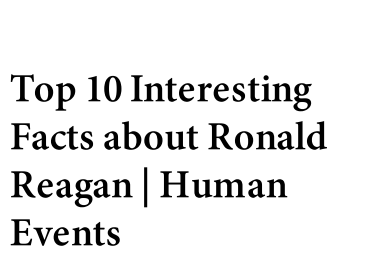 Top 10 Interesting
Facts about Ronald
Reagan | Human
Events